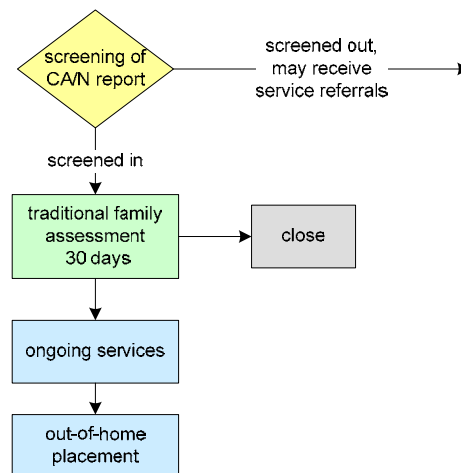 screening of
CA/N report
screened out,
may receive
service referrals
screened in
traditional family
assessment
30 days
close
ongoing services
out-of-home
placement